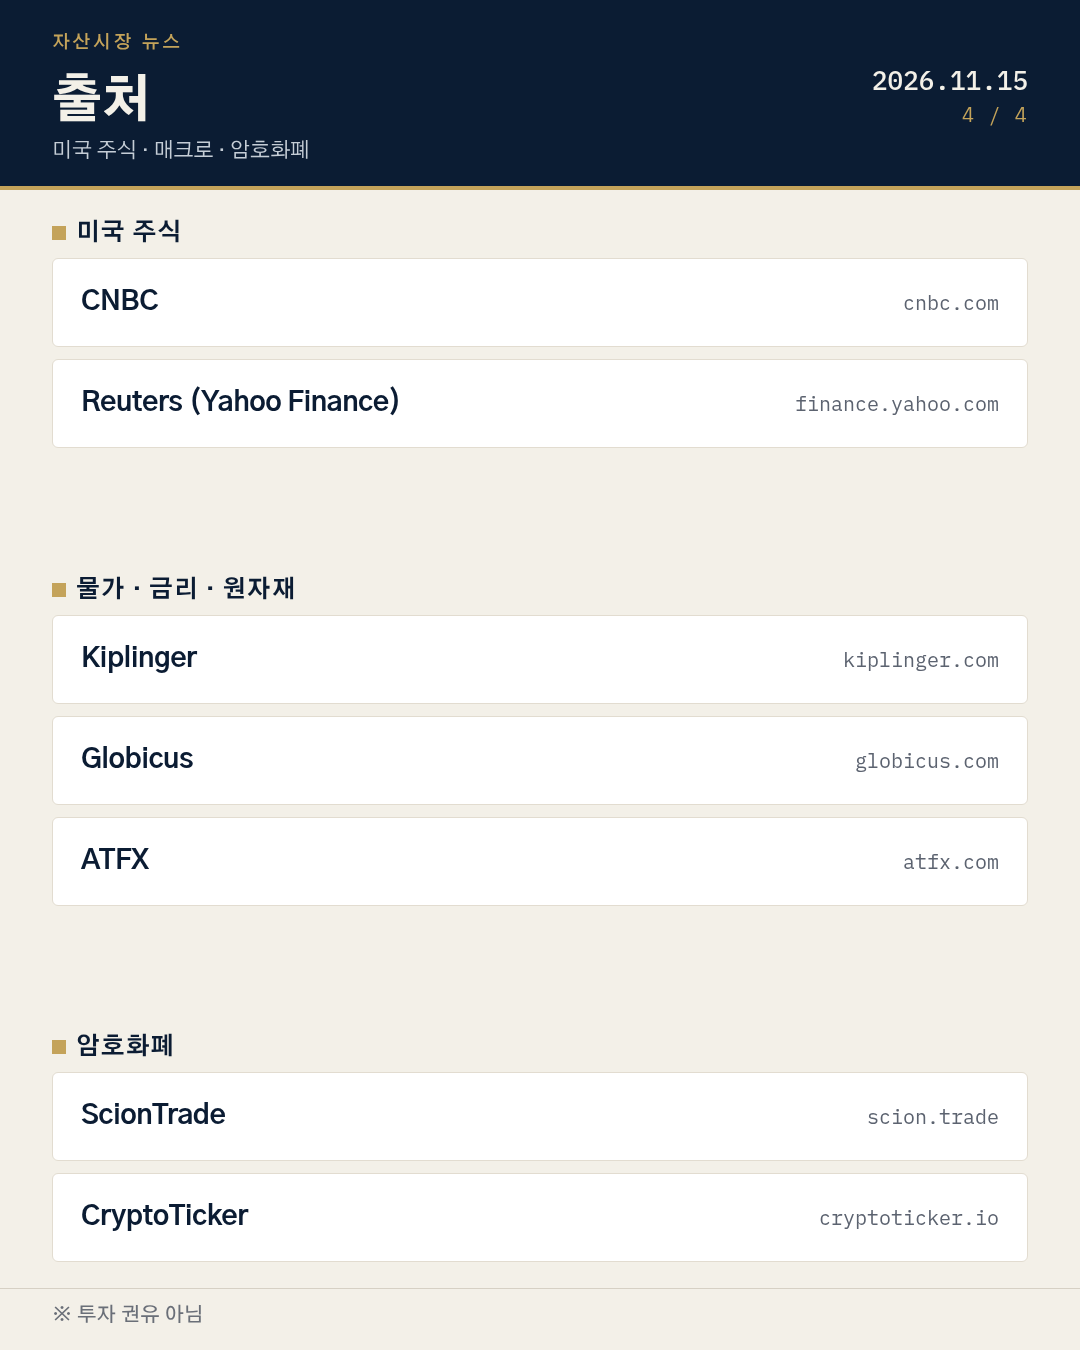 자산시장 뉴스
출처
미국 주식 · 매크로 · 암호화폐
2026.11.15
4 / 4
미국 주식
CNBC
cnbc.com
Reuters (Yahoo Finance)
finance.yahoo.com
물가 · 금리 · 원자재
Kiplinger
kiplinger.com
Globicus
globicus.com
ATFX
atfx.com
암호화폐
ScionTrade
scion.trade
CryptoTicker
cryptoticker.io
※ 투자 권유 아님